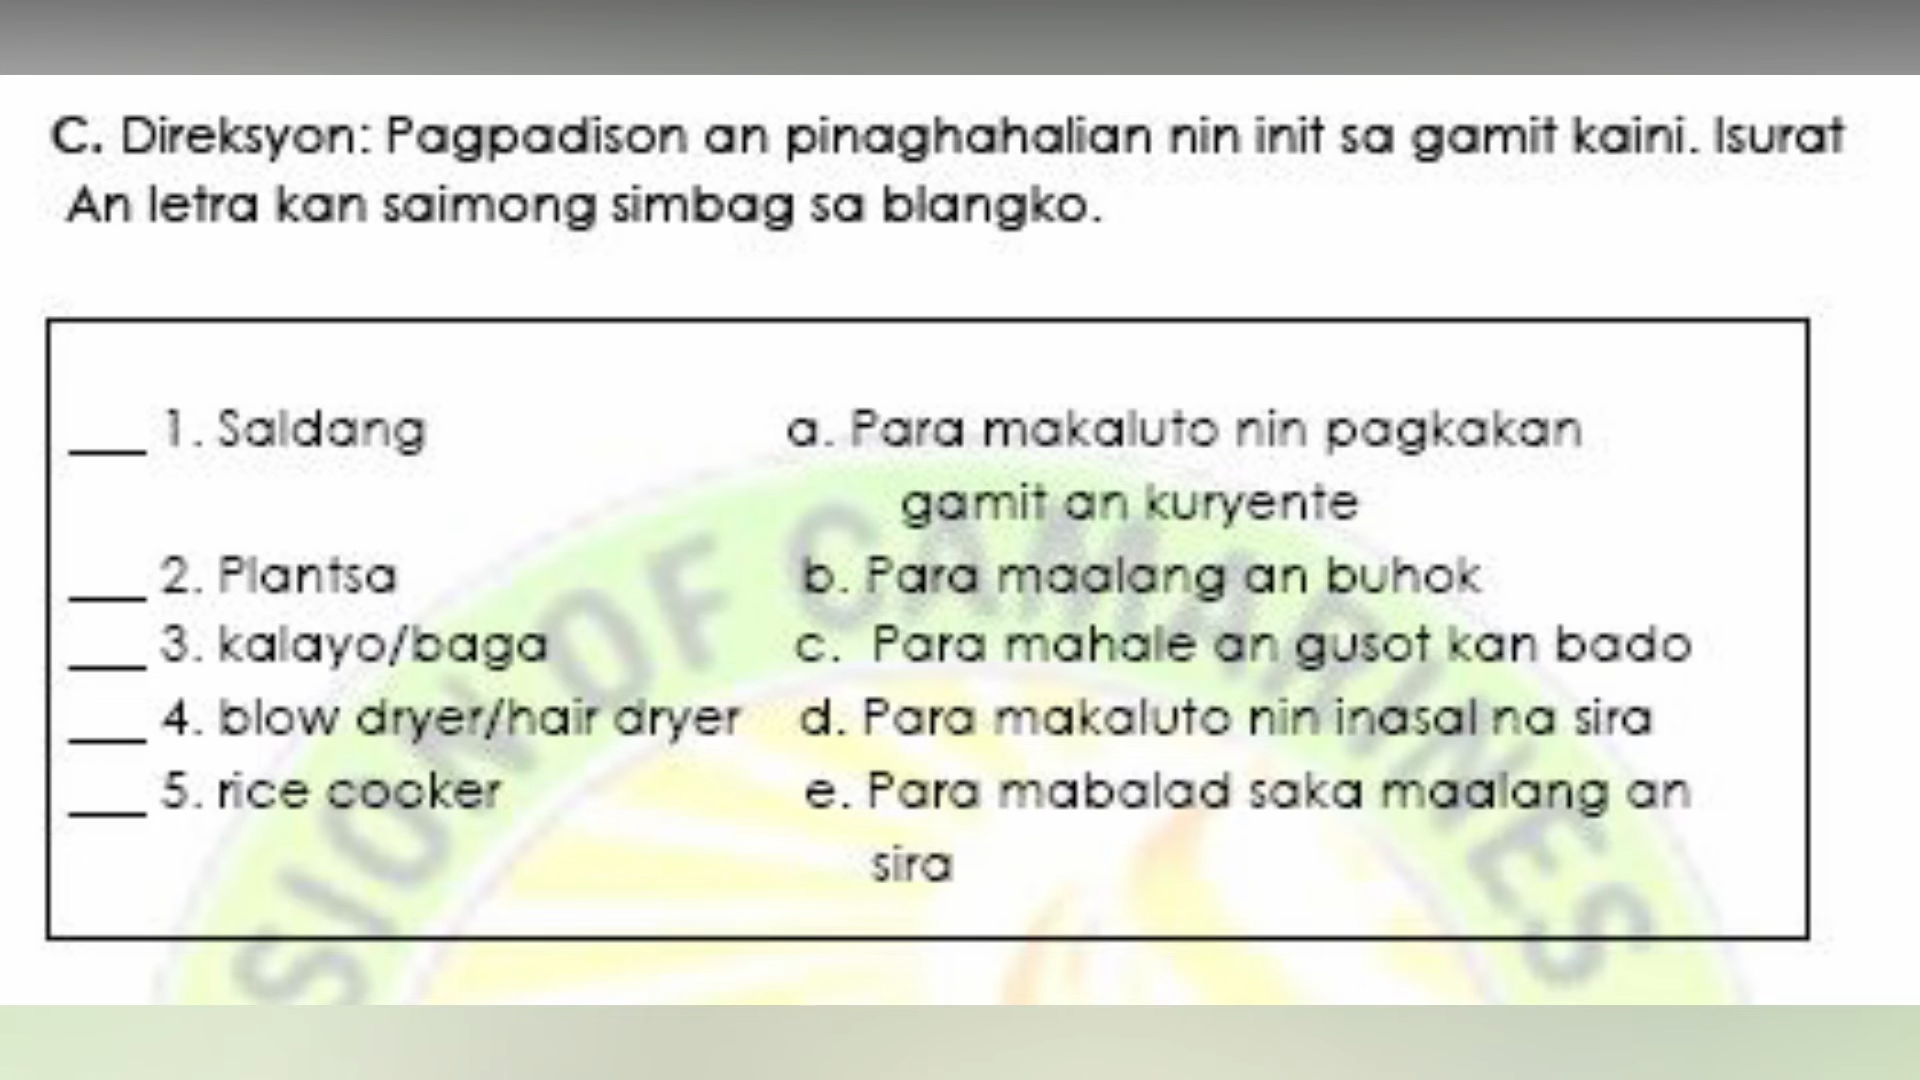 C. Direksyon: Pagpadison an pinaghahalian nin init sa gamit kaini. Isurat
An letra kan saimong simbag sa blangko.
___ 1. Saldang a. Para makaluto nin pagkakan
gamit an kuryente
___ 2. Plantsa b. Para maalang an buhok
___ 3. kalayo/baga c. Para mahale an gusot kan bado
___ 4. blow dryer/hair dryer d. Para makaluto nin inasal na sira
___ 5. rice cooker e. Para mabalad saka maalang an
sira
SION OF CAMARINES S